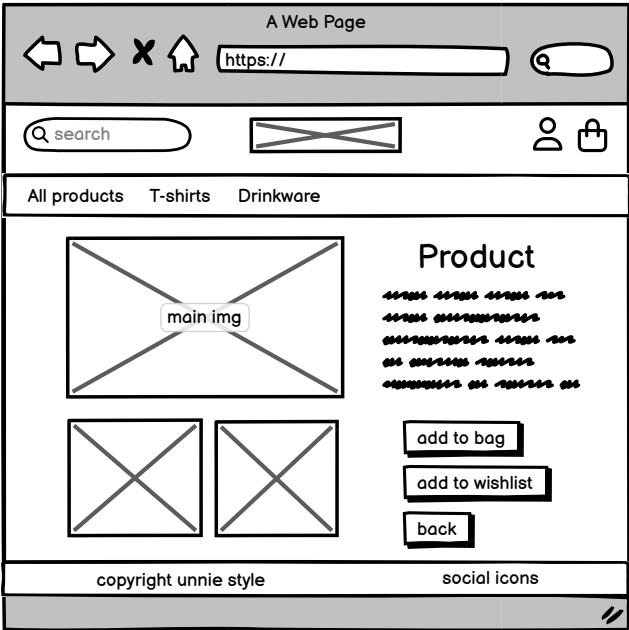 A Web Page
https://
search
All products T-shirts Drinkware
main img
Product
add to bag
add to wishlist
back
copyright unnie style
social icons